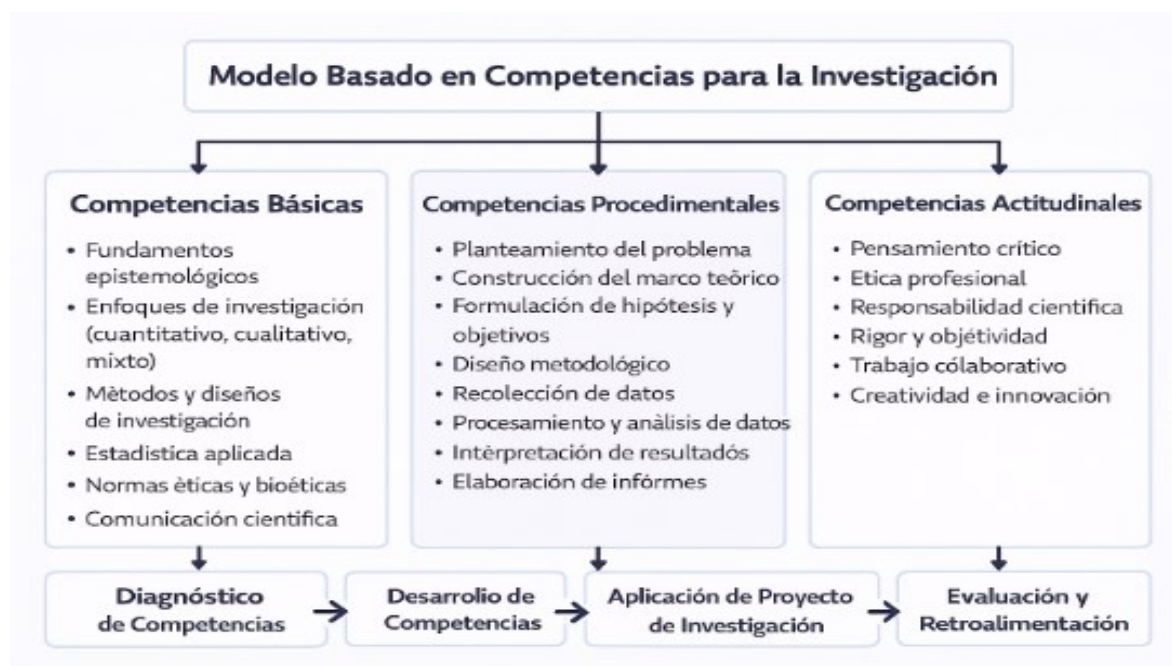 Modelo Basado en Competencias para la Investigación
Competencias Básicas
• Fundamentos
epistemológicos
• Enfoques de investigación
(cuantitativo, cualitativo,
mixto)
• Mètodos y diseños
de investigación
• Estadistica aplicada
• Normas èticas y bioéticas
• Comunicación cientifica
Competencias Procedimentales
• Planteamiento del problema
• Construcción del marco teòrico
• Formulación de hipótesis y
objetivos
• Diseño metodológico
• Recolección de datos
• Procesamiento y anàlisis de datos
• Intèrpretación de resultadós
• Elaboración de infórmes
Competencias Actitudinales
• Pensamiento crítico
• Etica profesional
• Responsabilidad cientifica
• Rigor y objétividad
• Trabajo cólaborativo
• Creatividad e innovación
Diagnóstico
de Competencias
Desarrolio de
Competencias
Aplicación de Proyecto
de Investigación
Evaluación y
Retroalimentación